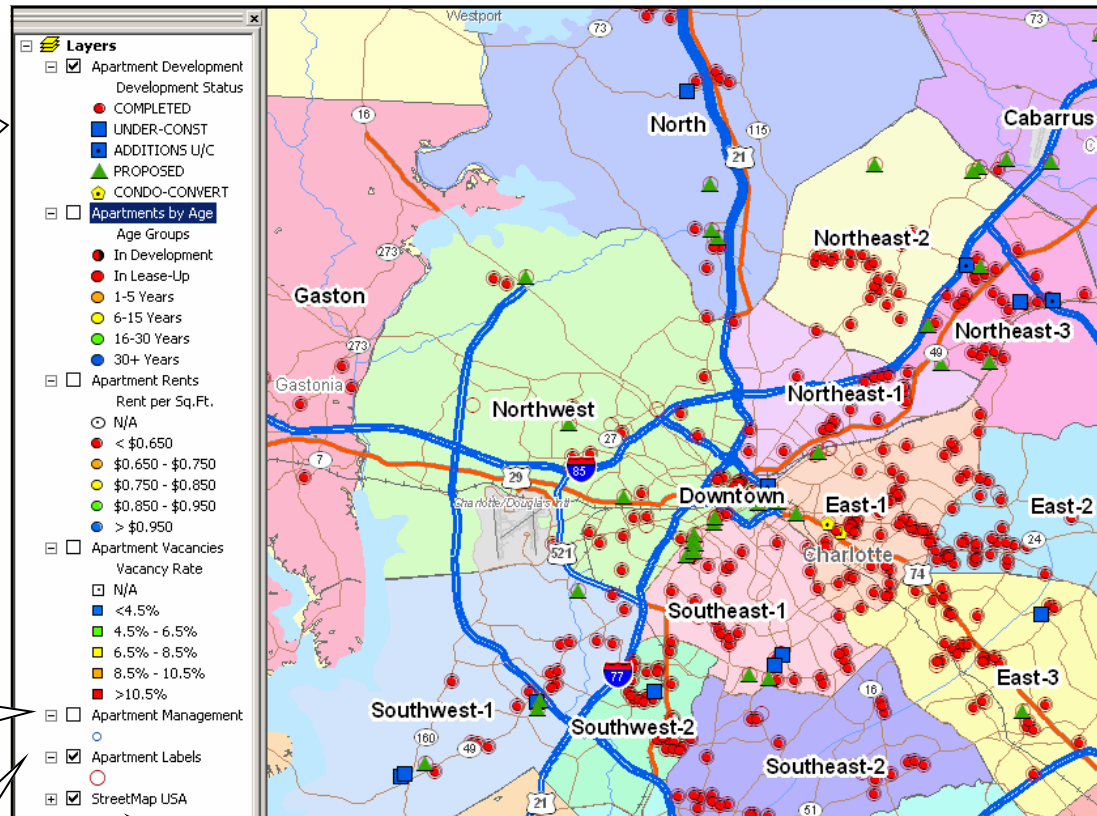 Layers
Apartment Development
Development Status
COMPLETED
UNDER-CONST
ADDITIONS U/C
PROPOSED
CONDO-CONVERT
Apartments by Age
Age Groups
In Development
In Lease-Up
1-5 Years
6-15 Years
16-30 Years
30+ Years
Apartment Rents
Rent per Sq.Ft.
N/A
< $0.650
$0.650 - $0.750
$0.750 - $0.850
$0.850 - $0.950
> $0.950
Apartment Vacancies
Vacancy Rate
N/A
<4.5%
4.5% - 6.5%
6.5% - 8.5%
8.5% - 10.5%
>10.5%
Apartment Management
Apartment Labels
StreetMap USA
Westport
73
73
16
North
115
Cabarrus
21
273
Northeast-2
Gaston
273
Northeast-3
49
Gastonia
Northwest
Northeast-1
27
7
85
29
Downtown
Charlotte/Douglas Intl
East-1
East-2
521
Charlotte
24
74
Southeast-1
77
16
East-3
Southwest-1
160
49
Southwest-2
Southeast-2
21
51